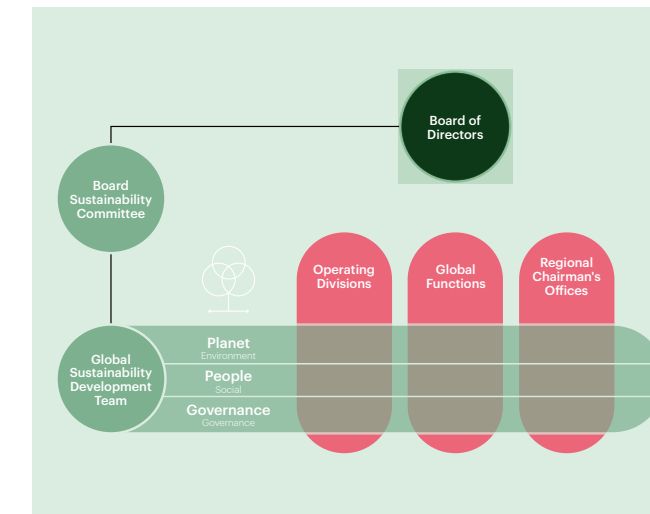 Board of
Directors
Board
Sustainability
Committee
Operating
Divisions
Global
Functions
Regional
Chairman's
Offices
Global
Sustainability
Development
Team
Planet
Environment
People
Social
Governance
Governance